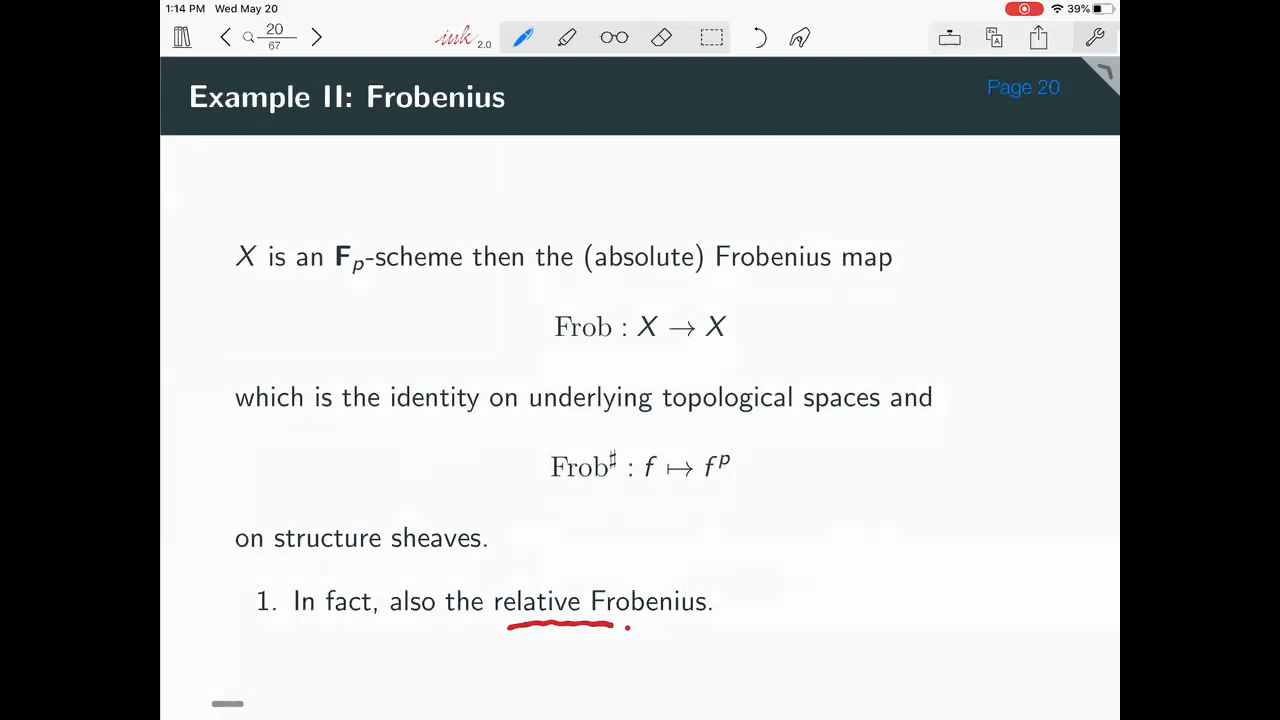 1:14 PM Wed May 20
39%
20
67
ink 2.0
Example II: Frobenius
Page 20
X is an F_p-scheme then the (absolute) Frobenius map
Frob : X → X
which is the identity on underlying topological spaces and
Frob^♯ : f ↦ f^p
on structure sheaves.
1. In fact, also the relative Frobenius.